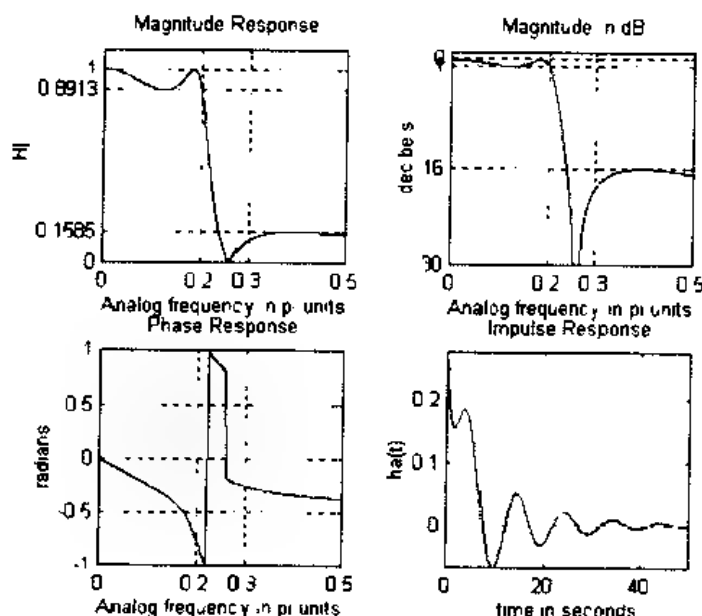 Magnitude Response
1
0 8913
|H|
0 1585
0
0 2
0.3
0 5
Analog frequency in pi units
Magnitude in dB
0
1
decibels
16
30
0
0 2
0 3
0 5
Analog frequency in pi units
Phase Response
1
0 5
0
-0.5
-1
radians
0
0 2
0.3
0 5
Analog frequency in pi units
Impulse Response
0 2
0 1
0
ha(t)
0
20
40
time in seconds